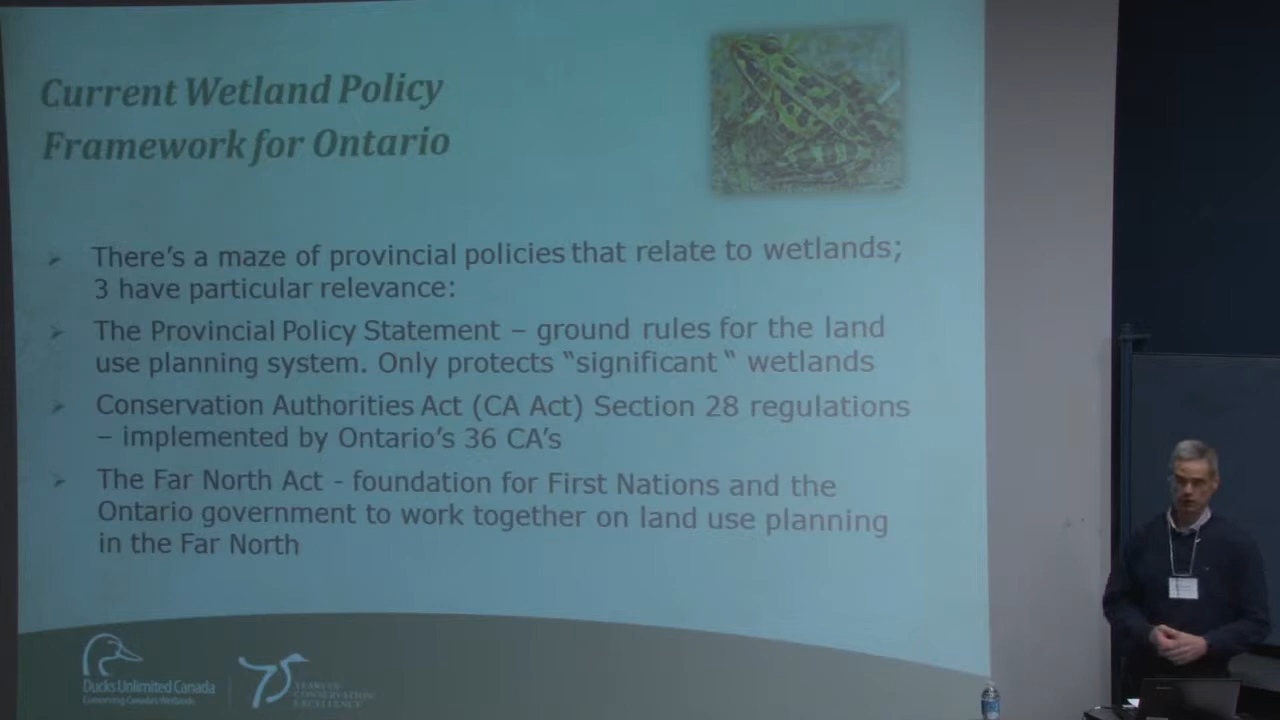 Current Wetland Policy
Framework for Ontario
There's a maze of provincial policies that relate to wetlands;
3 have particular relevance:
The Provincial Policy Statement – ground rules for the land
use planning system. Only protects “significant “ wetlands
Conservation Authorities Act (CA Act) Section 28 regulations
– implemented by Ontario's 36 CA's
The Far North Act - foundation for First Nations and the
Ontario government to work together on land use planning
in the Far North
Ducks Unlimited Canada
Conserving Canada's Wetlands
75
YEARS OF
CONSERVATION
EXCELLENCE